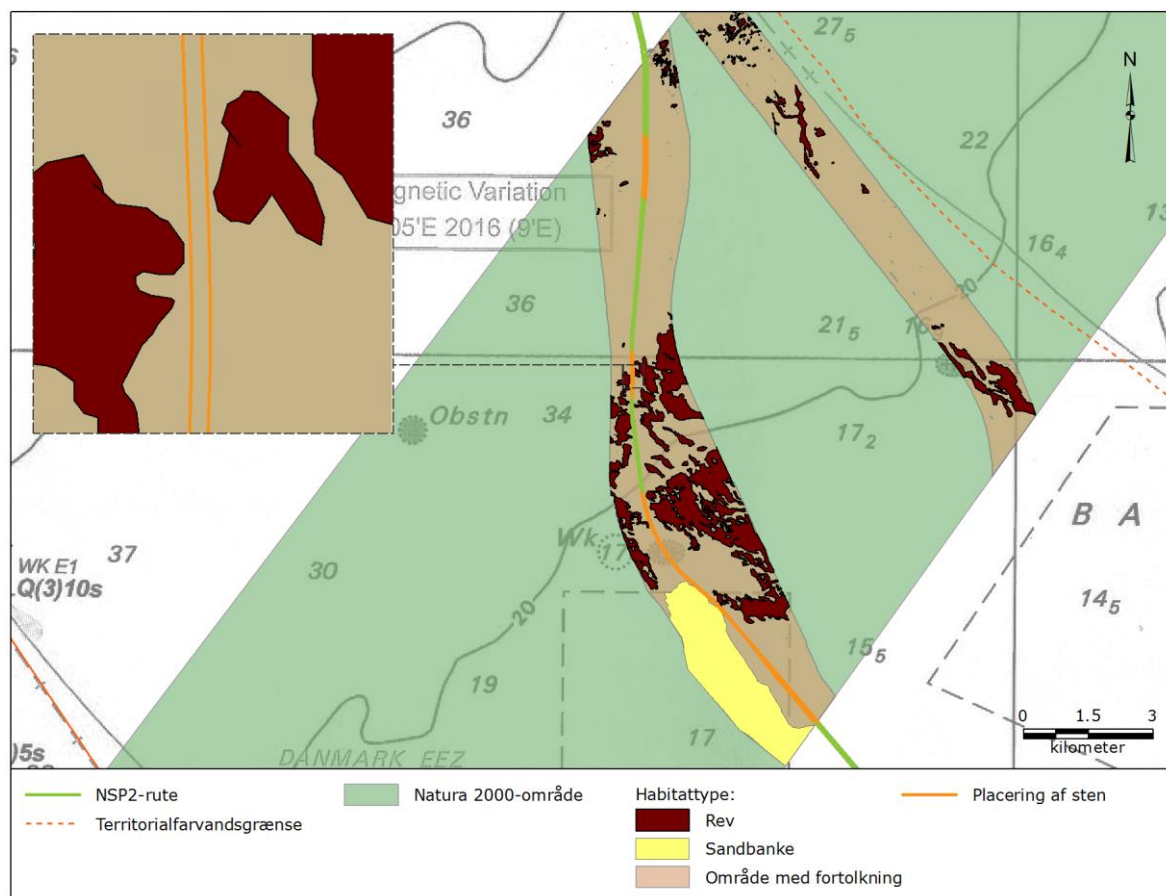 27₅
N
36
22
gnetic Variation
05'E 2016 (9'E)
16₄
13
20
36
21₅
16
Obstn
34
17₂
B A
Wk
17
37
WK E1
Q(3)10s
30
14₅
20
15₅
19
0 1.5 3
kilometer
17
)5s
DANMARK EEZ
NSP2-rute
Territorialfarvandsgrænse
Natura 2000-område
Habitattype:
Rev
Sandbanke
Område med fortolkning
Placering af sten